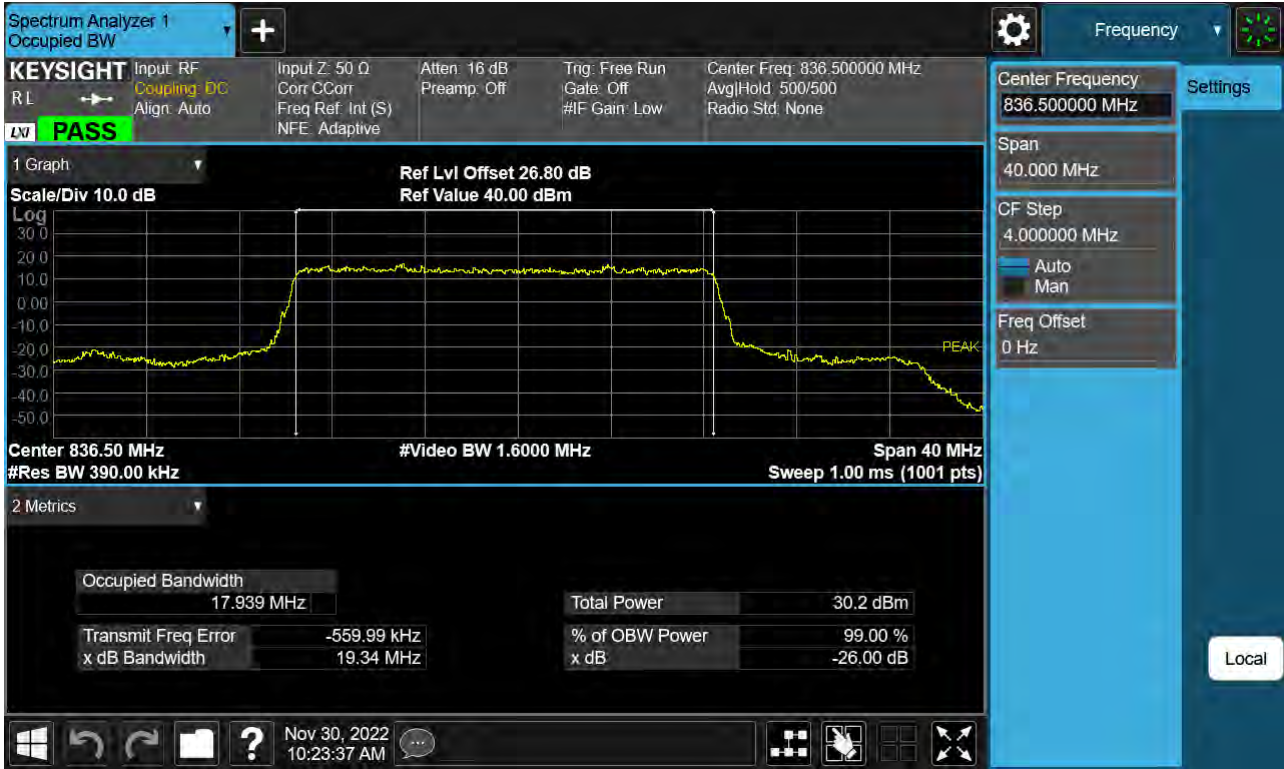 Spectrum Analyzer 1
Occupied BW
+
Frequency
KEYSIGHT
RL
LXI PASS
Input: RF
Coupling: DC
Align: Auto
Input Z: 50 Ω
Corr CCorr
Freq Ref: Int (S)
NFE: Adaptive
Atten: 16 dB
Preamp: Off
Trig: Free Run
Gate: Off
#IF Gain: Low
Center Freq: 836.500000 MHz
Avg|Hold: 500/500
Radio Std: None
Center Frequency
836.500000 MHz
Settings
Span
40.000 MHz
CF Step
4.000000 MHz
Auto
Man
Freq Offset
0 Hz
1 Graph
Scale/Div 10.0 dB
Ref Lvl Offset 26.80 dB
Ref Value 40.00 dBm
Log
30.0
20.0
10.0
0.00
-10.0
-20.0
-30.0
-40.0
-50.0
PEAK
Center 836.50 MHz
#Video BW 1.6000 MHz
Span 40 MHz
#Res BW 390.00 kHz
Sweep 1.00 ms (1001 pts)
2 Metrics
Occupied Bandwidth
17.939 MHz
Total Power 30.2 dBm
Transmit Freq Error -559.99 kHz
% of OBW Power 99.00 %
x dB Bandwidth 19.34 MHz
x dB -26.00 dB
Local
?
Nov 30, 2022
10:23:37 AM